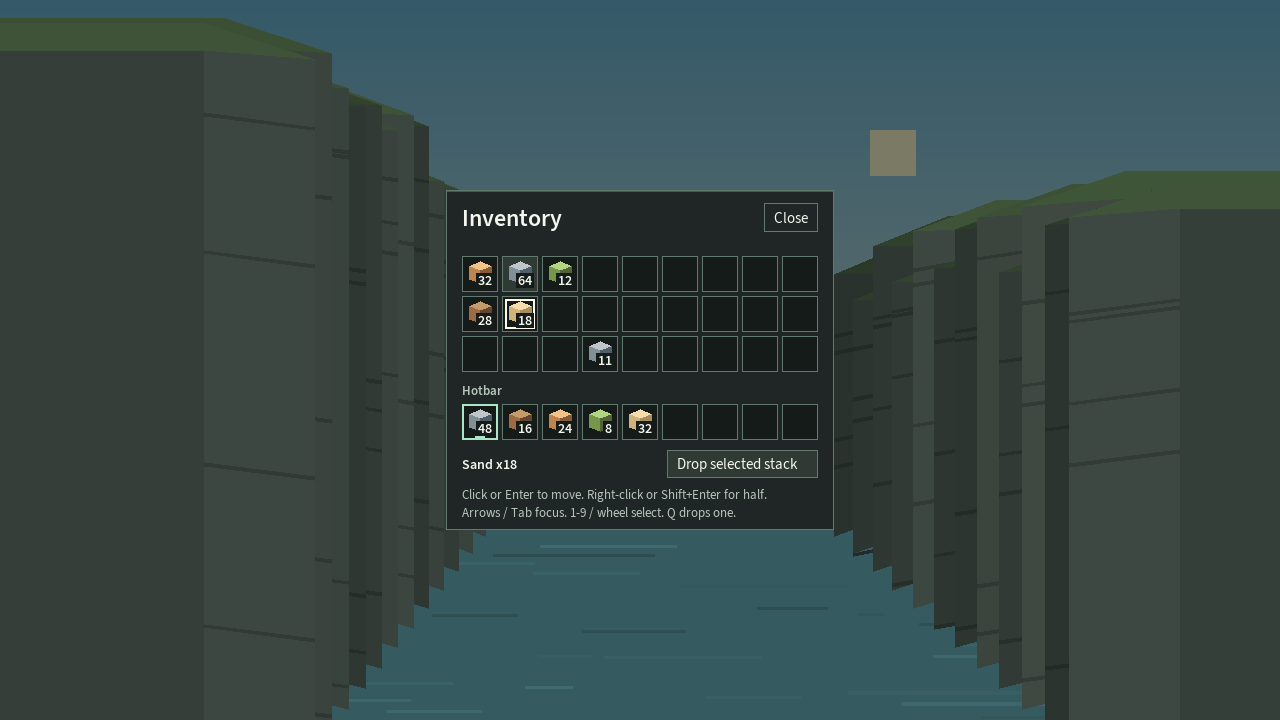 Inventory
Close
32 64 12
28 18
11
Hotbar
48 16 24 8 32
Sand x18
Drop selected stack
Click or Enter to move. Right-click or Shift+Enter for half.
Arrows / Tab focus. 1-9 / wheel select. Q drops one.